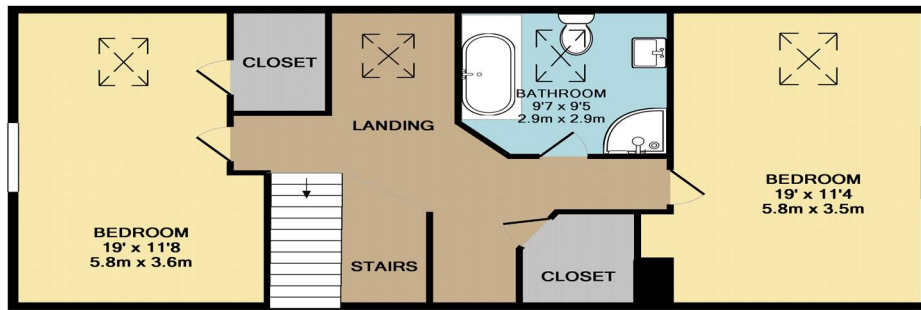 CLOSET
LANDING
BATHROOM
9'7 x 9'5
2.9m x 2.9m
BEDROOM
19' x 11'4
5.8m x 3.5m
BEDROOM
19' x 11'8
5.8m x 3.6m
STAIRS
CLOSET